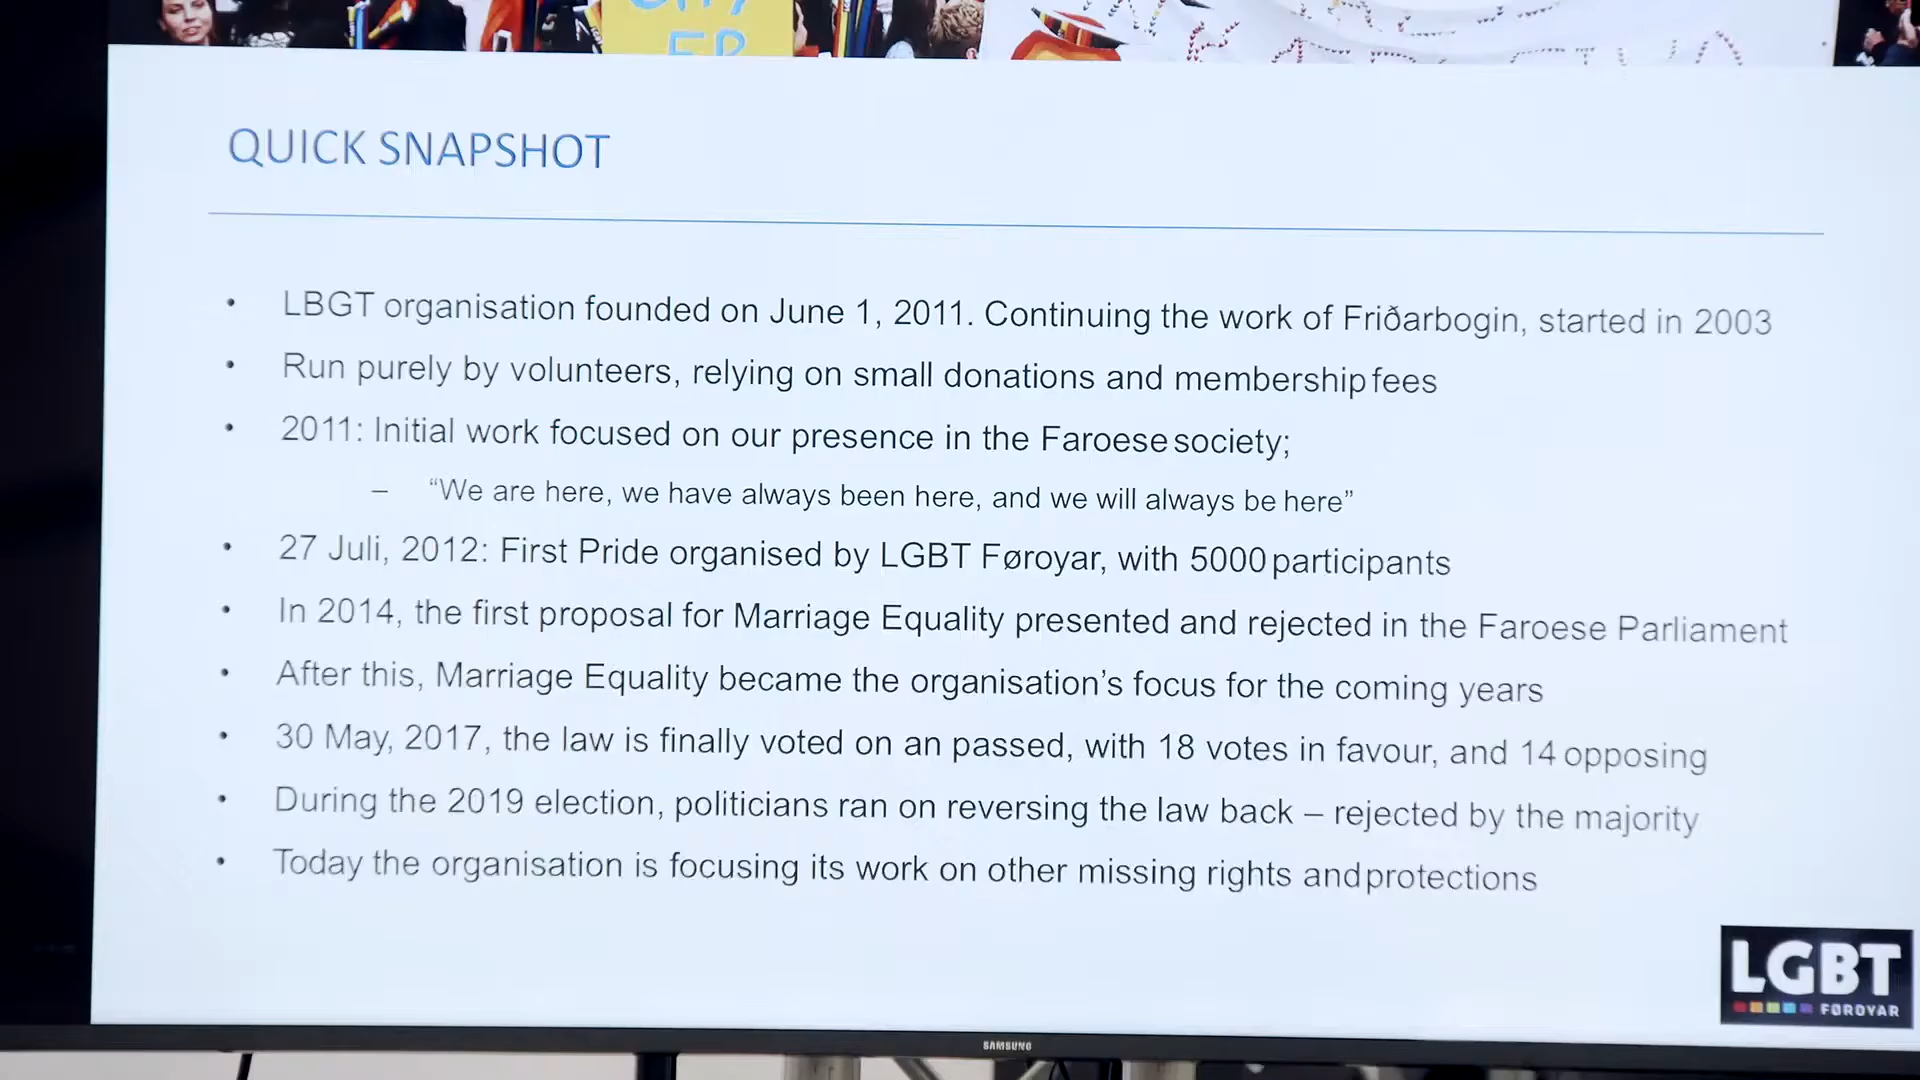 QUICK SNAPSHOT
• LBGT organisation founded on June 1, 2011. Continuing the work of Friðarbogin, started in 2003
• Run purely by volunteers, relying on small donations and membership fees
• 2011: Initial work focused on our presence in the Faroese society;
– “We are here, we have always been here, and we will always be here”
• 27 Juli, 2012: First Pride organised by LGBT Føroyar, with 5000 participants
• In 2014, the first proposal for Marriage Equality presented and rejected in the Faroese Parliament
• After this, Marriage Equality became the organisation’s focus for the coming years
• 30 May, 2017, the law is finally voted on an passed, with 18 votes in favour, and 14 opposing
• During the 2019 election, politicians ran on reversing the law back – rejected by the majority
• Today the organisation is focusing its work on other missing rights and protections
LGBT
FØROYAR
SAMSUNG